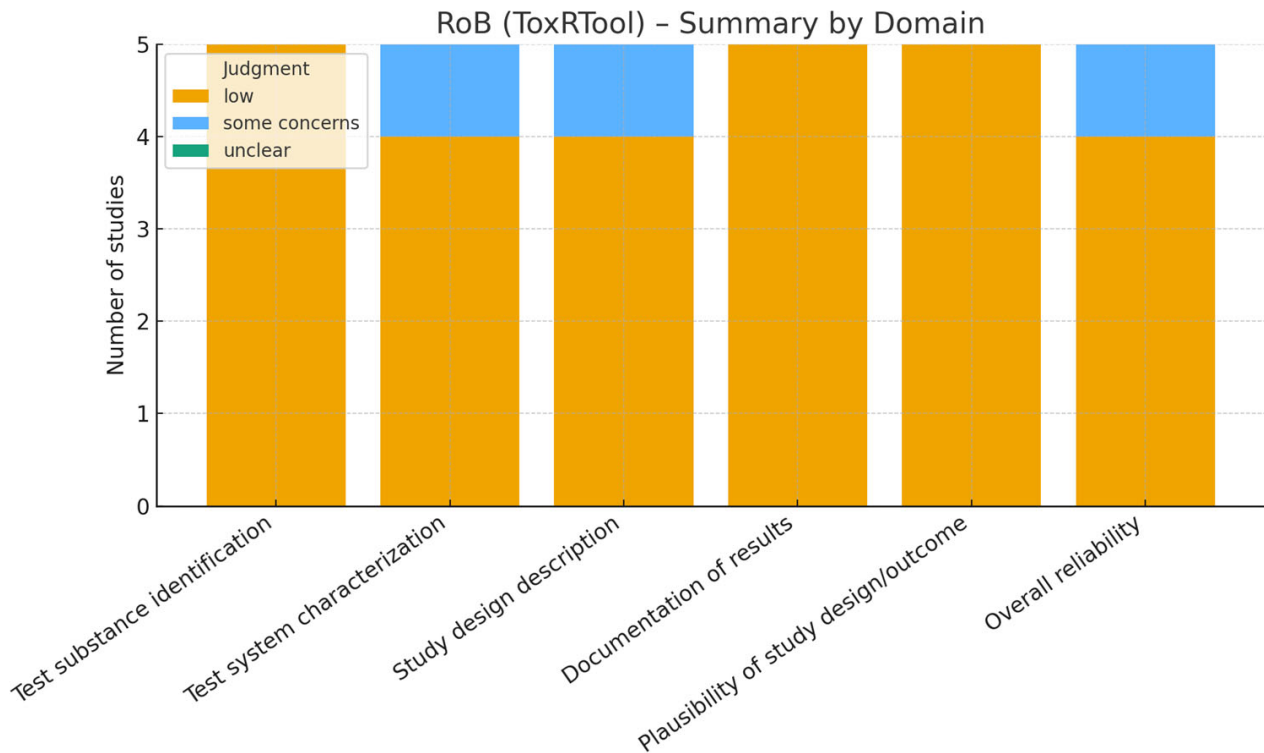 RoB (ToxRTool) – Summary by Domain
Judgment
low
some concerns
unclear
Number of studies
5
4
3
2
1
0
Test substance identification
Test system characterization
Study design description
Documentation of results
Plausibility of study design/outcome
Overall reliability